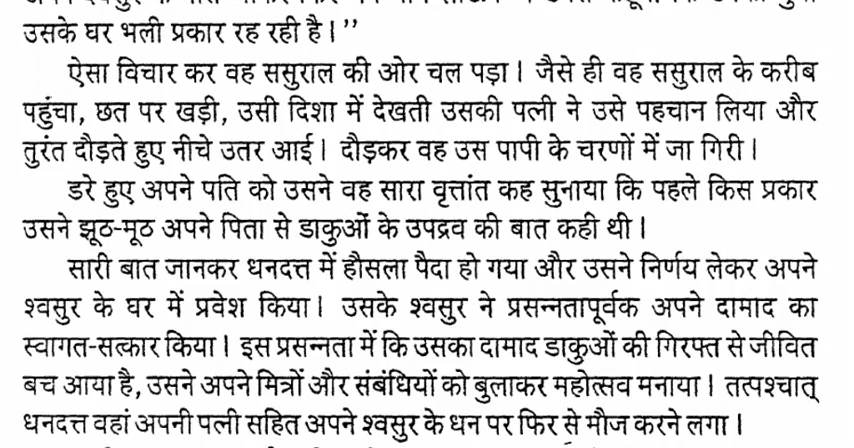 उसके घर भली प्रकार रह रही है।’’
ऐसा विचार कर वह ससुराल की ओर चल पड़ा। जैसे ही वह ससुराल के करीब
पहुंचा, छत पर खड़ी, उसी दिशा में देखती उसकी पत्नी ने उसे पहचान लिया और
तुरंत दौड़ते हुए नीचे उतर आई। दौड़कर वह उस पापी के चरणों में जा गिरी।
डरे हुए अपने पति को उसने वह सारा वृत्तांत कह सुनाया कि पहले किस प्रकार
उसने झूठ-मूठ अपने पिता से डाकुओं के उपद्रव की बात कही थी।
सारी बात जानकर धनदत्त में हौसला पैदा हो गया और उसने निर्णय लेकर अपने
श्वसुर के घर में प्रवेश किया। उसके श्वसुर ने प्रसन्नतापूर्वक अपने दामाद का
स्वागत-सत्कार किया। इस प्रसन्नता में कि उसका दामाद डाकुओं की गिरफ्त से जीवित
बच आया है, उसने अपने मित्रों और संबंधियों को बुलाकर महोत्सव मनाया। तत्पश्चात्
धनदत्त वहां अपनी पत्नी सहित अपने श्वसुर के धन पर फिर से मौज करने लगा।